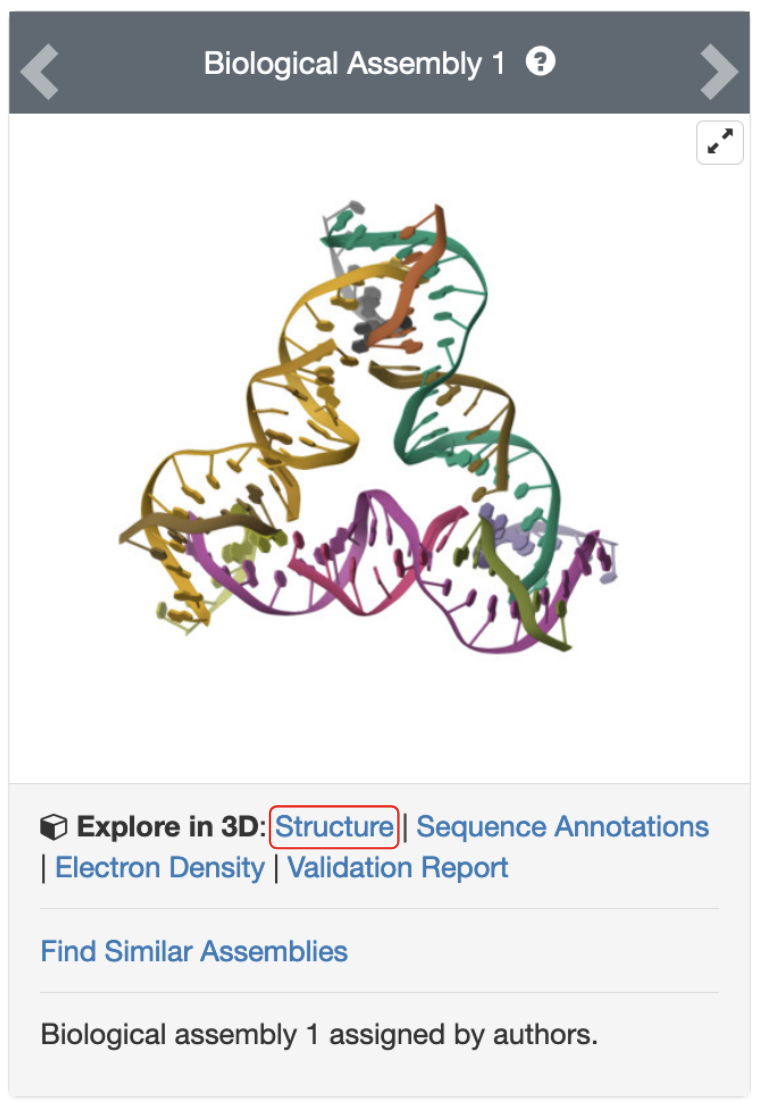 Biological Assembly 1 ?
Explore in 3D: Structure | Sequence Annotations
| Electron Density | Validation Report
Find Similar Assemblies
Biological assembly 1 assigned by authors.